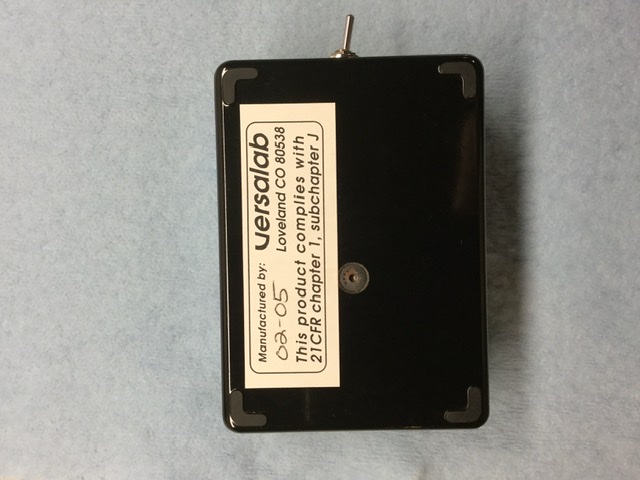 Manufactured by: versalab
02-05 Loveland CO 80538
This product complies with
21CFR chapter 1, subchapter J